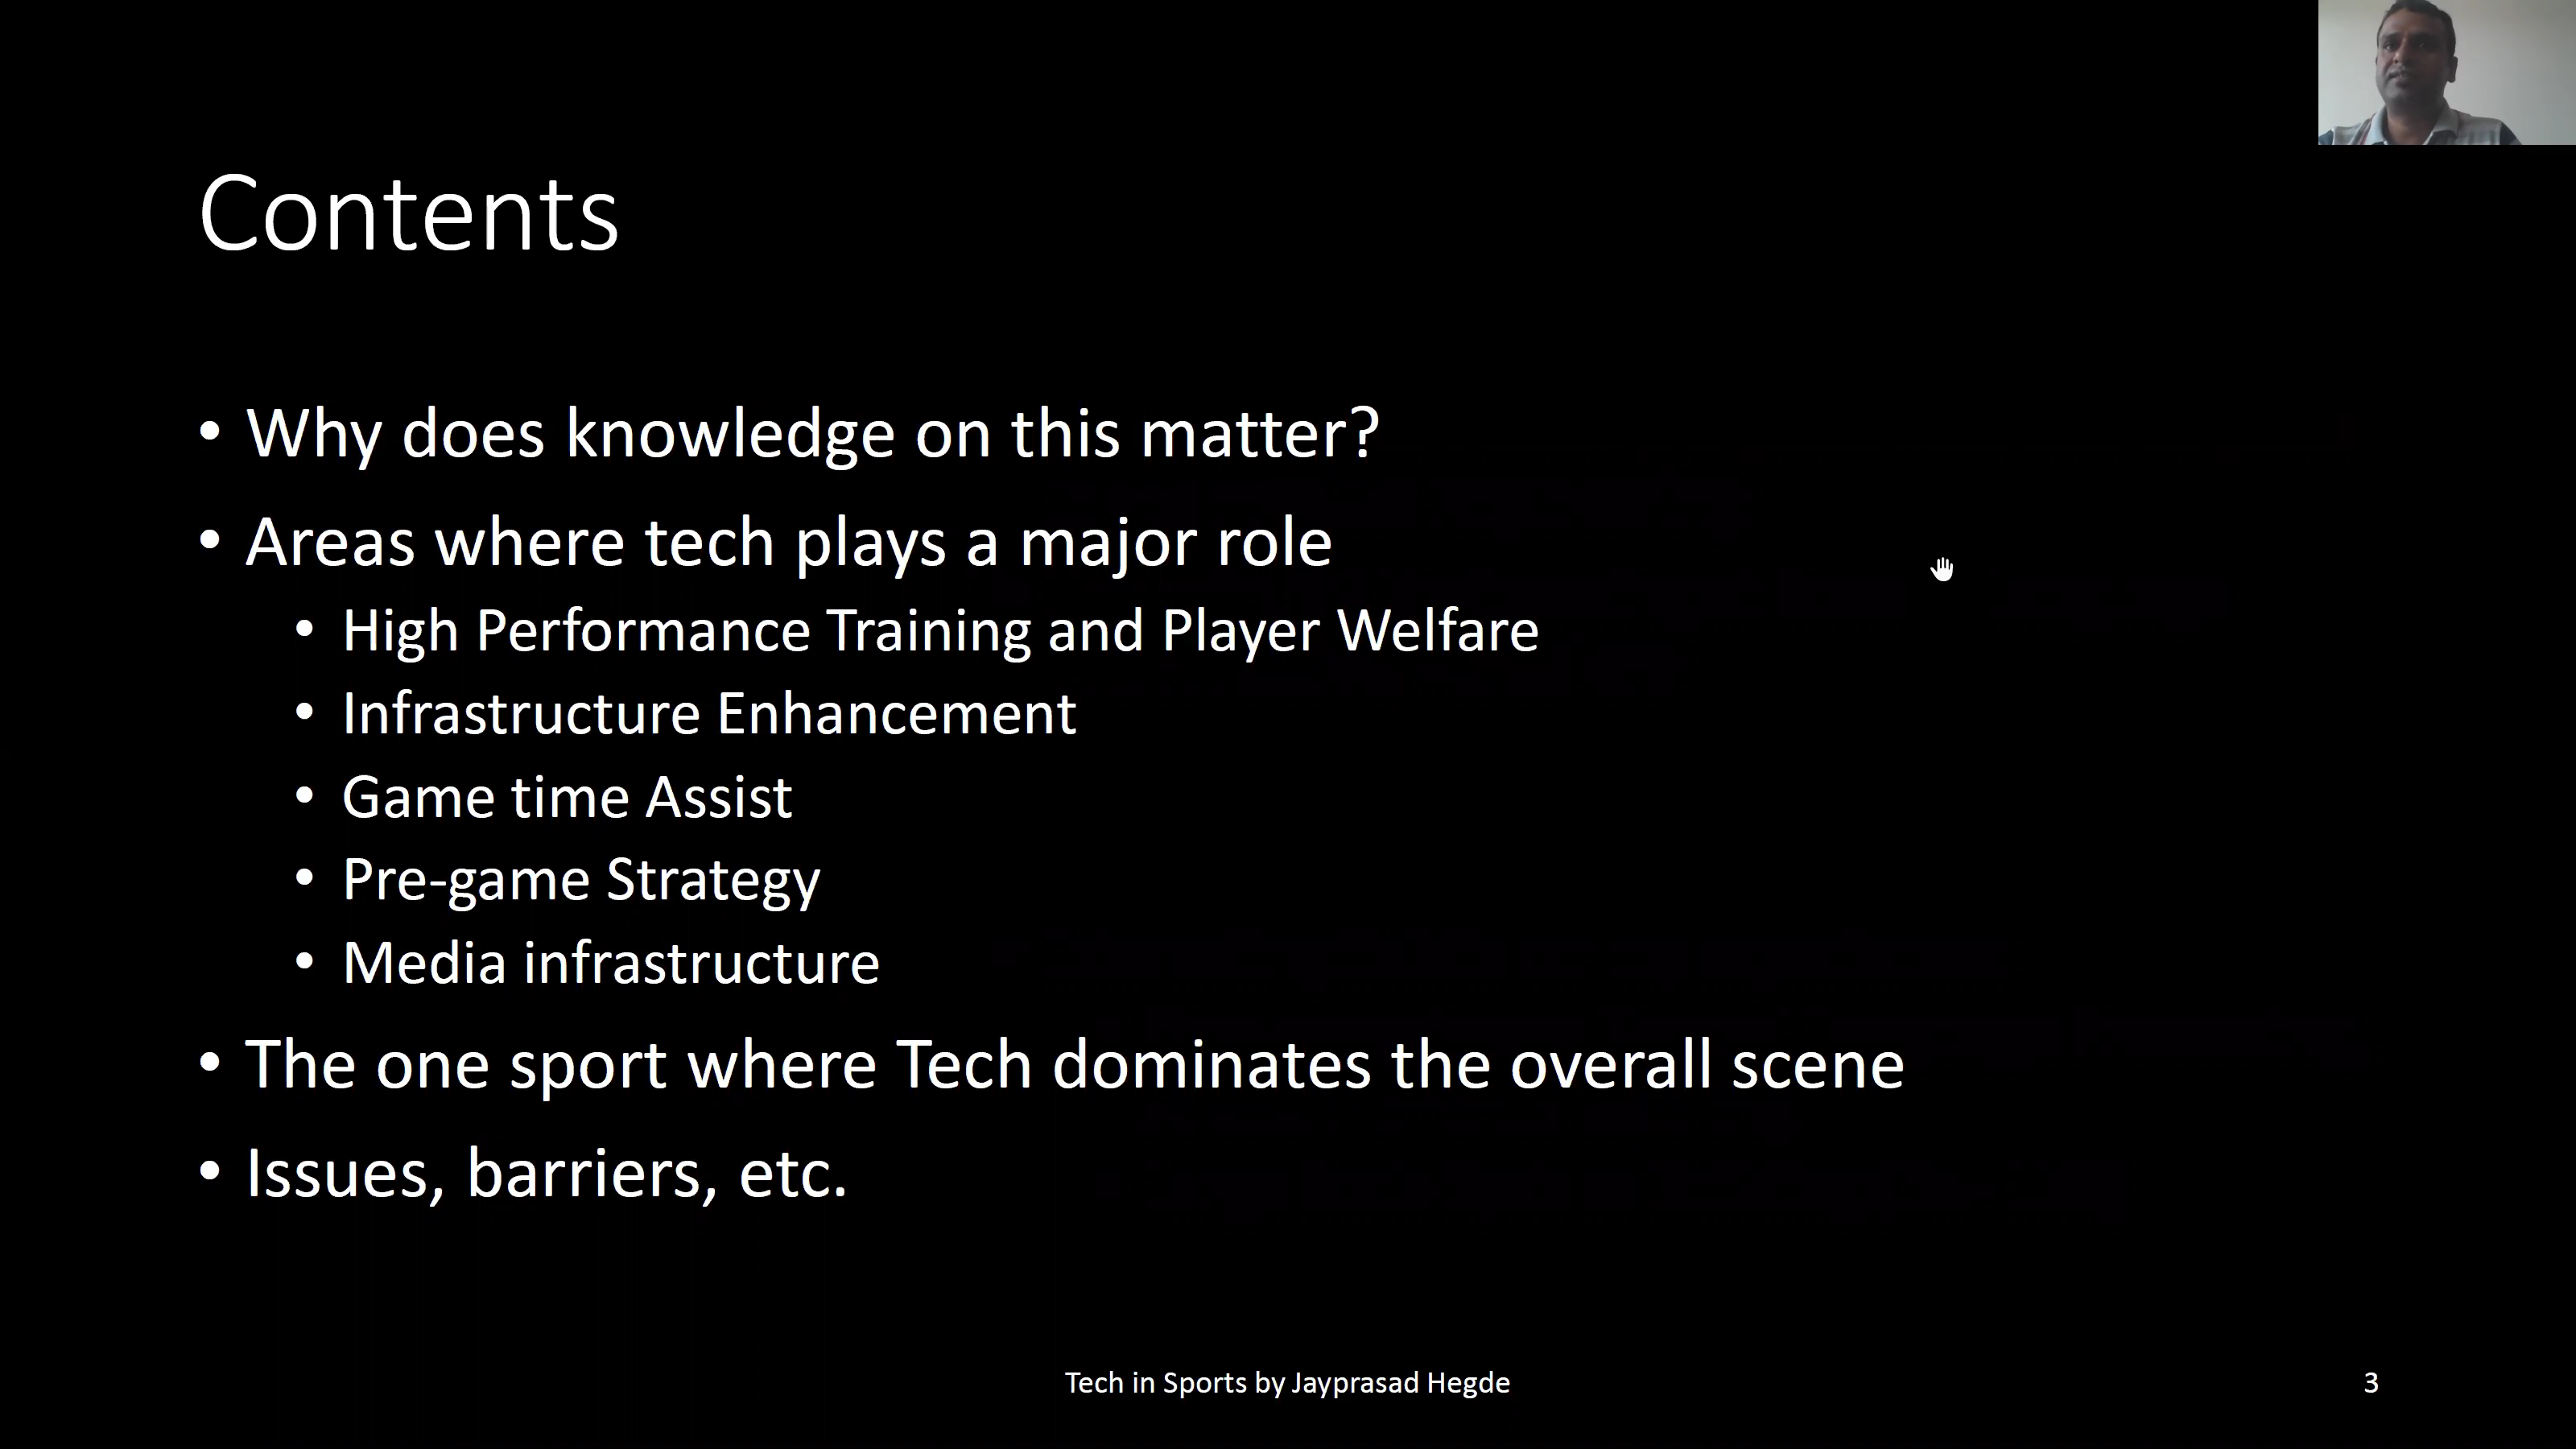 Contents
• Why does knowledge on this matter?
• Areas where tech plays a major role
• High Performance Training and Player Welfare
• Infrastructure Enhancement
• Game time Assist
• Pre-game Strategy
• Media infrastructure
• The one sport where Tech dominates the overall scene
• Issues, barriers, etc.
Tech in Sports by Jayprasad Hegde
3